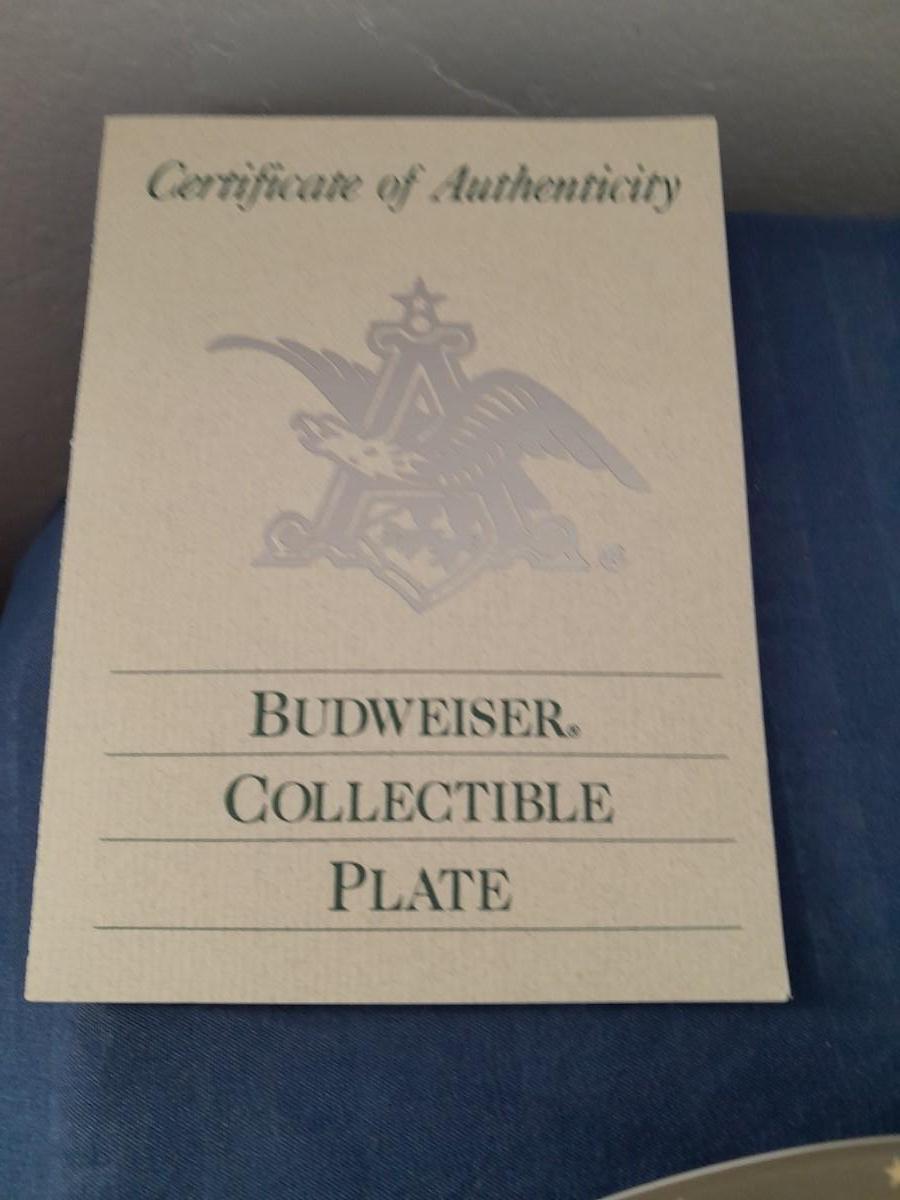 Certificate of Authenticity
A
®
BUDWEISER®
COLLECTIBLE
PLATE